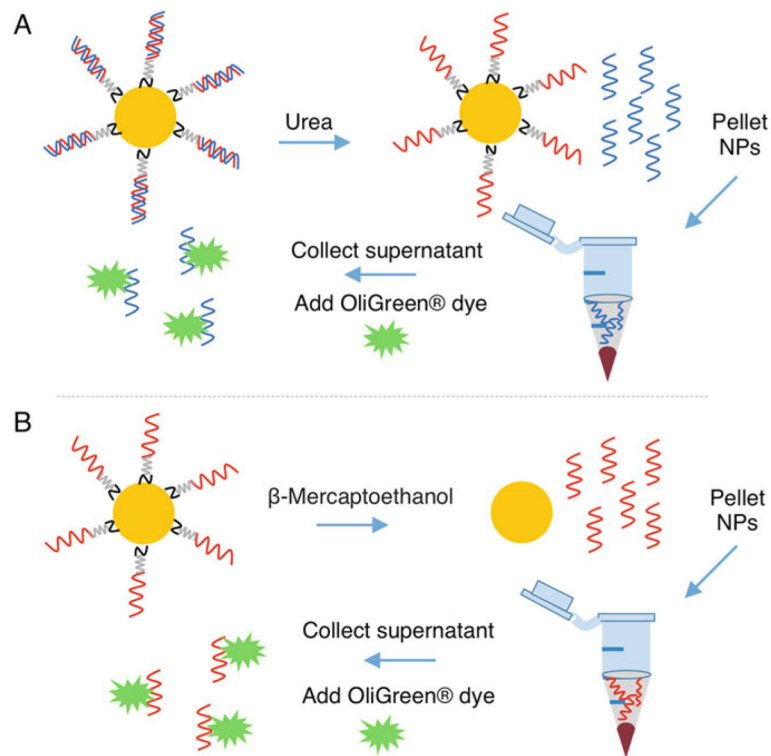 A
Urea
Pellet
NPs
Collect supernatant
Add OliGreen® dye
B
β-Mercaptoethanol
Pellet
NPs
Collect supernatant
Add OliGreen® dye